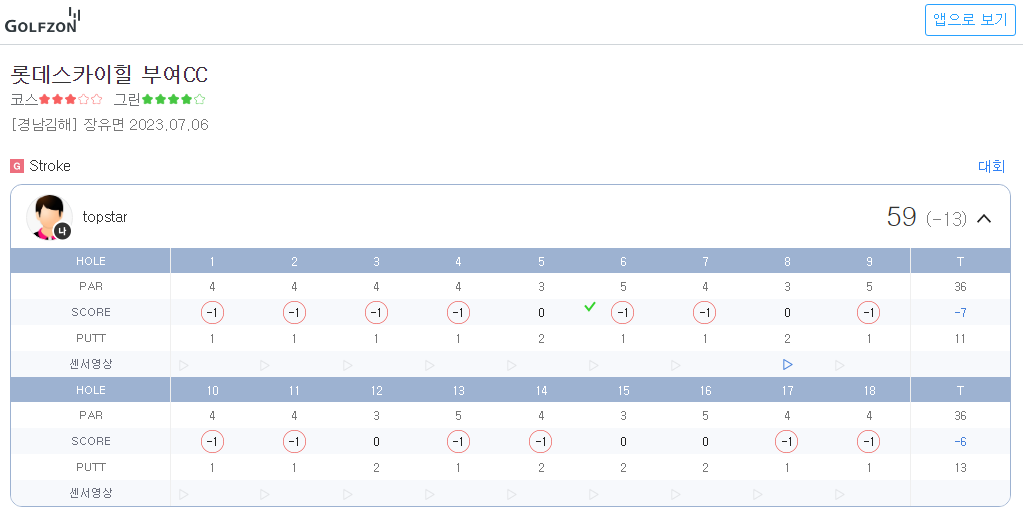 GOLFZON
앱으로 보기
롯데스카이힐 부여CC
코스★★★☆☆ 그린★★★★☆
[경남김해] 장유면 2023.07.06
G Stroke 대회
나 topstar 59 (-13)
HOLE 1 2 3 4 5 6 7 8 9 T
PAR 4 4 4 4 3 5 4 3 5 36
SCORE -1 -1 -1 -1 0 -1 -1 0 -1 -7
PUTT 1 1 1 1 2 1 1 2 1 11
센서영상
HOLE 10 11 12 13 14 15 16 17 18 T
PAR 4 4 3 5 4 3 5 4 4 36
SCORE -1 -1 0 -1 -1 0 0 -1 -1 -6
PUTT 1 1 2 1 2 2 2 1 1 13
센서영상